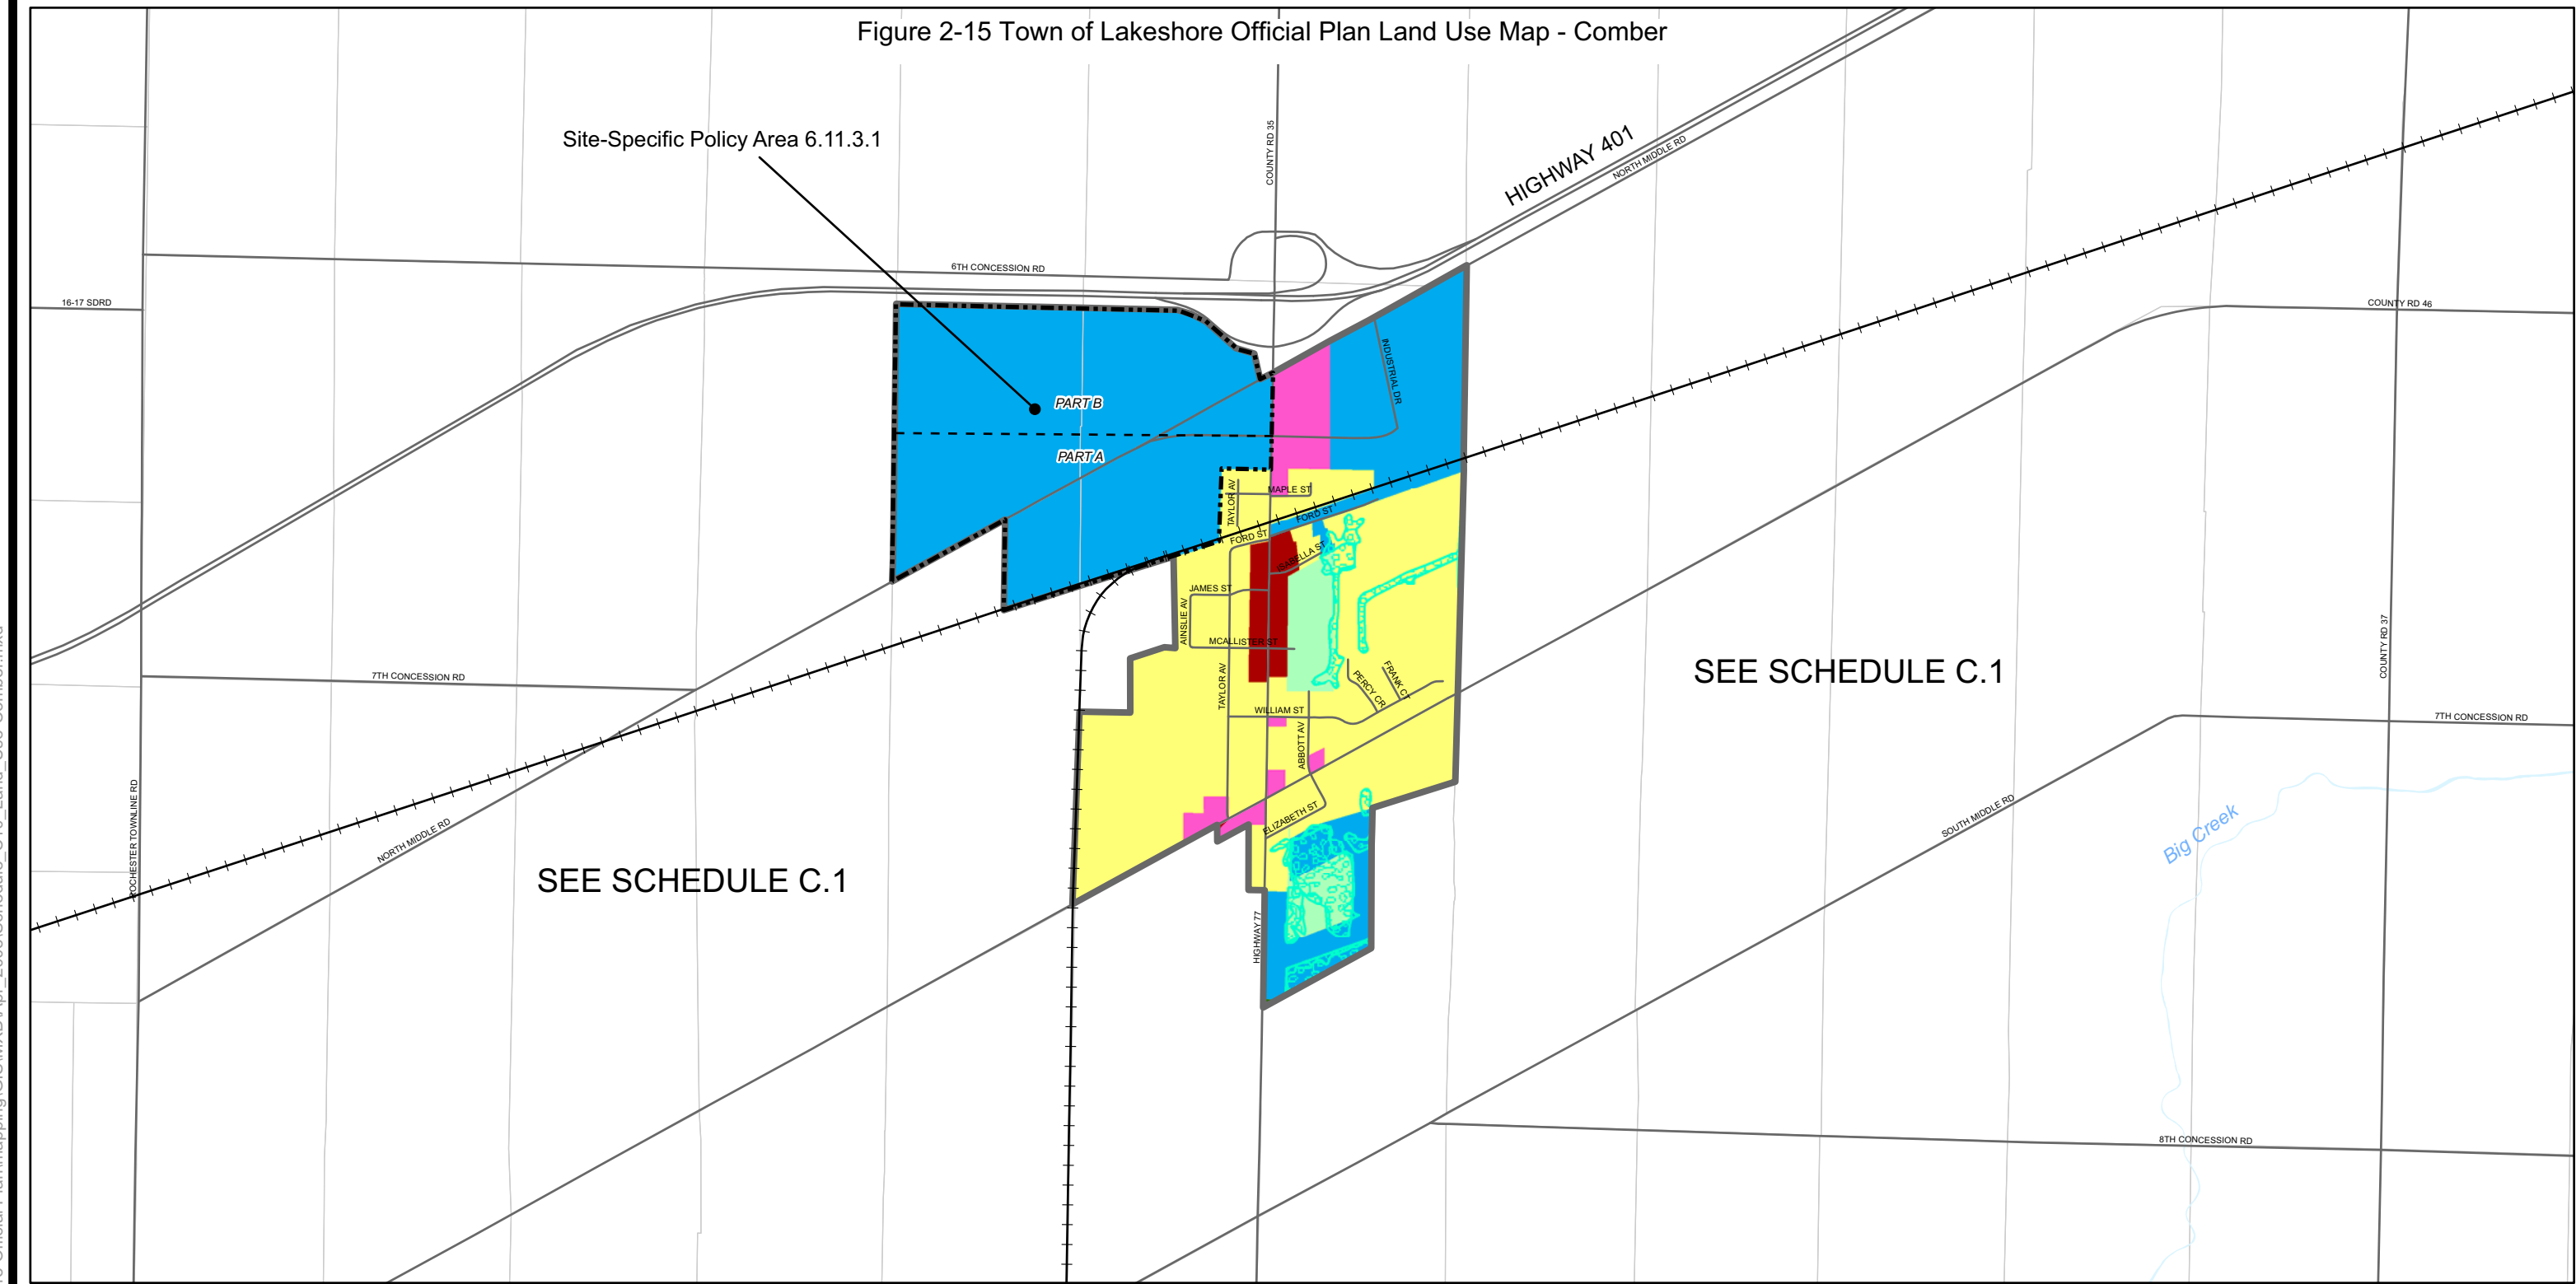 Figure 2-15 Town of Lakeshore Official Plan Land Use Map - Comber
Site-Specific Policy Area 6.11.3.1
COUNTY RD 35
HIGHWAY 401
NORTH MIDDLE RD
6TH CONCESSION RD
16-17 SDRD
COUNTY RD 46
INDUSTRIAL DR
PART B
PART A
TAYLOR AV
MAPLE ST
FORD ST
FORD ST
ISABELLA ST
JAMES ST
AINSLIE AV
MCALLISTER ST
TAYLOR AV
PERCY CR
FRANK CT
WILLIAM ST
ABBOTT AV
ELIZABETH ST
HIGHWAY 77
7TH CONCESSION RD
SEE SCHEDULE C.1
COUNTY RD 37
7TH CONCESSION RD
ROCHESTER TOWNLINE RD
NORTH MIDDLE RD
SEE SCHEDULE C.1
SOUTH MIDDLE RD
Big Creek
8TH CONCESSION RD